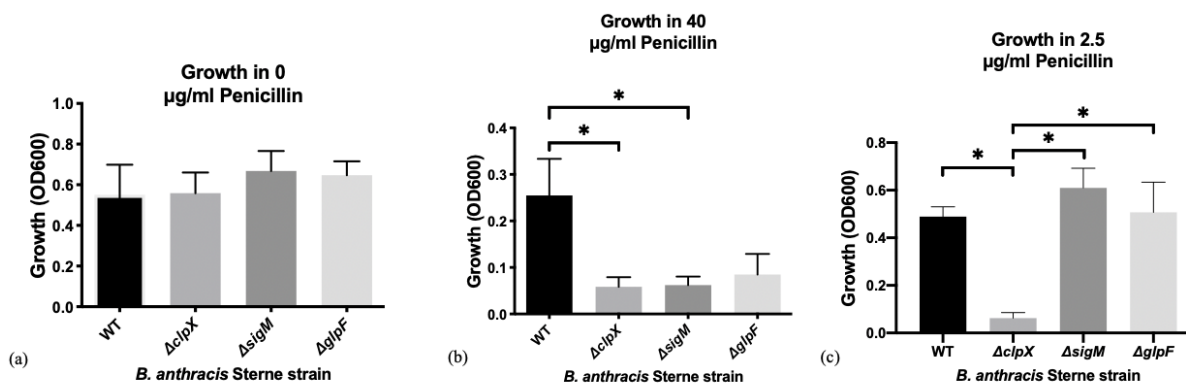 Growth in 0
µg/ml Penicillin
Growth (OD600)
1.0
0.8
0.6
0.4
0.2
0.0
WT
ΔclpX
ΔsigM
ΔglpF
(a)
B. anthracis Sterne strain
Growth in 40
µg/ml Penicillin
Growth (OD600)
0.4
0.3
0.2
0.1
0.0
*
*
WT
ΔclpX
ΔsigM
ΔglpF
(b)
B. anthracis Sterne strain
Growth in 2.5
µg/ml Penicillin
Growth (OD600)
0.8
0.6
0.4
0.2
0.0
*
*
*
WT
ΔclpX
ΔsigM
ΔglpF
(c)
B. anthracis Sterne strain